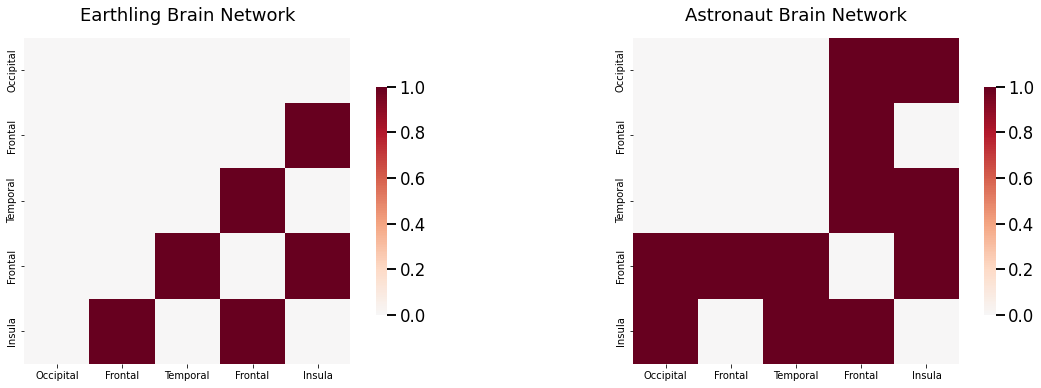 Earthling Brain Network
Astronaut Brain Network
Occipital
Frontal
Temporal
Frontal
Insula
Occipital Frontal Temporal Frontal Insula
1.0
0.8
0.6
0.4
0.2
0.0
Occipital
Frontal
Temporal
Frontal
Insula
Occipital Frontal Temporal Frontal Insula
1.0
0.8
0.6
0.4
0.2
0.0